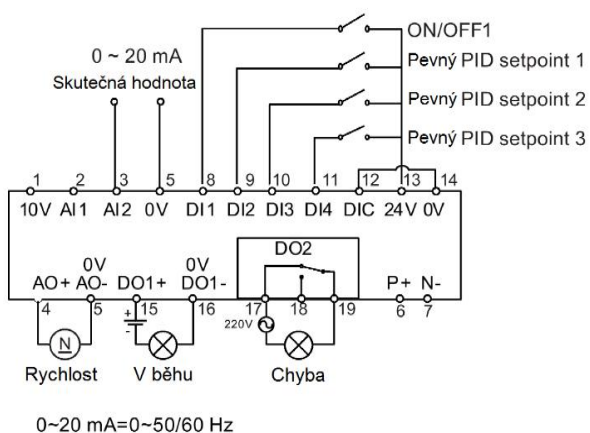 ON/OFF1
0 ~ 20 mA
Skutečná hodnota
Pevný PID setpoint 1
Pevný PID setpoint 2
Pevný PID setpoint 3
1 2 3 5 8 9 10 11 12 13 14
10V AI1 AI2 0V DI1 DI2 DI3 DI4 DIC 24V 0V
DO2
0V 0V
AO+ AO- DO1+ DO1- P+ N-
4 5 15 16 17 18 19 6 7
+
-
220V
N
Rychlost V běhu Chyba
0~20 mA=0~50/60 Hz